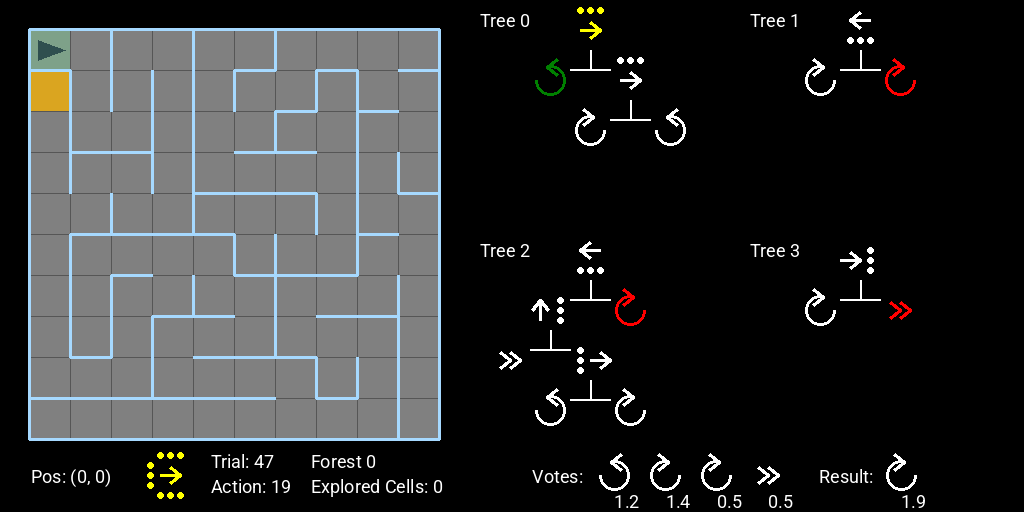 Tree 0
Tree 1
Tree 2
Tree 3
Pos: (0, 0)
Trial: 47
Forest 0
Action: 19
Explored Cells: 0
Votes:
1.2
1.4
0.5
0.5
Result:
1.9